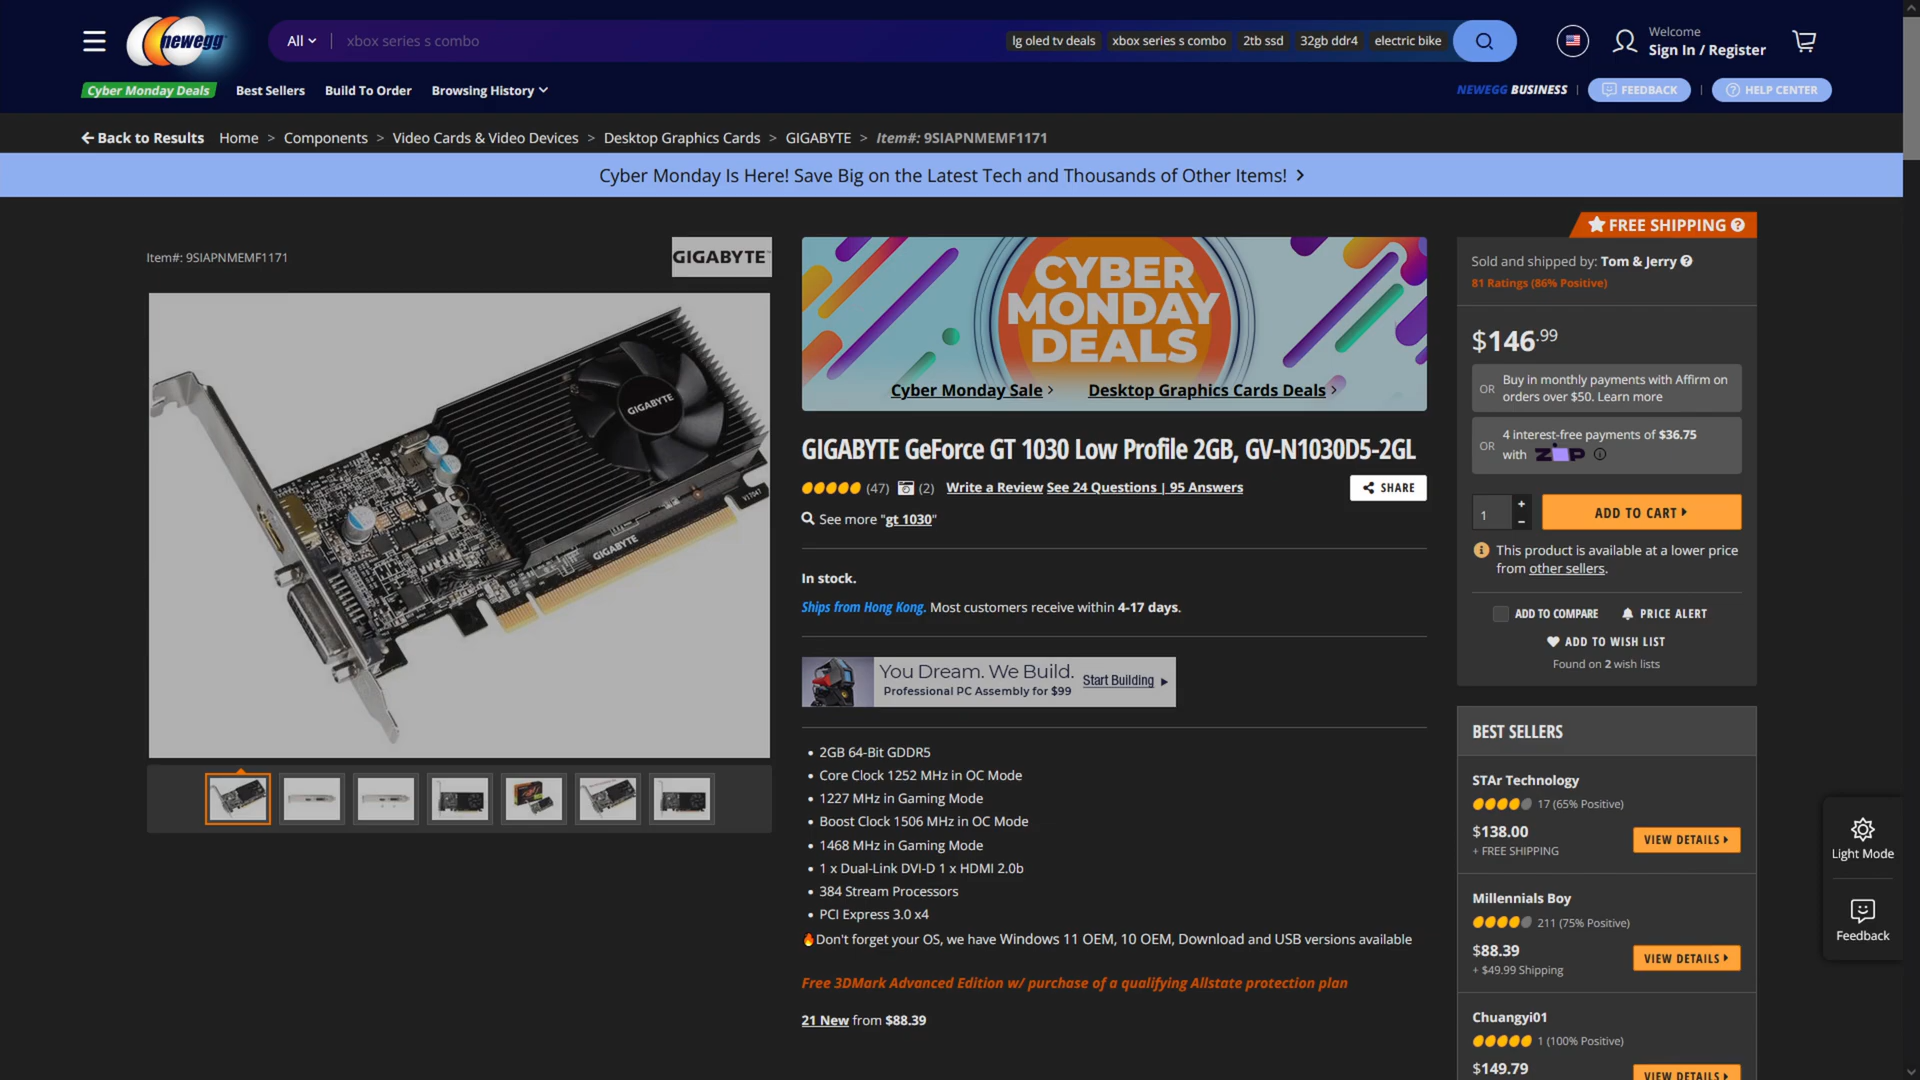 newegg
All
xbox series s combo
lg oled tv deals
xbox series s combo
2tb ssd
32gb ddr4
electric bike
Welcome
Sign In / Register
Cyber Monday Deals
Best Sellers
Build To Order
Browsing History
NEWEGG BUSINESS
FEEDBACK
HELP CENTER
Back to Results
Home > Components > Video Cards & Video Devices > Desktop Graphics Cards > GIGABYTE > Item#: 9SIAPNMEMF1171
Cyber Monday Is Here! Save Big on the Latest Tech and Thousands of Other Items!
Item#: 9SIAPNMEMF1171
GIGABYTE™
GIGABYTE
GIGABYTE
CYBER
MONDAY
DEALS
Cyber Monday Sale
Desktop Graphics Cards Deals
GIGABYTE GeForce GT 1030 Low Profile 2GB, GV-N1030D5-2GL
(47) (2) Write a Review See 24 Questions | 95 Answers
SHARE
See more "gt 1030"
In stock.
Ships from Hong Kong. Most customers receive within 4-17 days.
You Dream. We Build.
Professional PC Assembly for $99
Start Building
• 2GB 64-Bit GDDR5
• Core Clock 1252 MHz in OC Mode
• 1227 MHz in Gaming Mode
• Boost Clock 1506 MHz in OC Mode
• 1468 MHz in Gaming Mode
• 1 x Dual-Link DVI-D 1 x HDMI 2.0b
• 384 Stream Processors
• PCI Express 3.0 x4
🔥Don't forget your OS, we have Windows 11 OEM, 10 OEM, Download and USB versions available
Free 3DMark Advanced Edition w/ purchase of a qualifying Allstate protection plan
21 New from $88.39
FREE SHIPPING
Sold and shipped by: Tom & Jerry
81 Ratings (86% Positive)
$146.99
OR
Buy in monthly payments with Affirm on
orders over $50. Learn more
OR
4 interest-free payments of $36.75
with ZIP
1
+
-
ADD TO CART
This product is available at a lower price
from other sellers.
ADD TO COMPARE
PRICE ALERT
ADD TO WISH LIST
Found on 2 wish lists
BEST SELLERS
STAr Technology
17 (65% Positive)
$138.00
+ FREE SHIPPING
VIEW DETAILS
Millennials Boy
211 (75% Positive)
$88.39
+ $49.99 Shipping
VIEW DETAILS
Chuangyi01
1 (100% Positive)
$149.79
VIEW DETAILS
Light Mode
Feedback